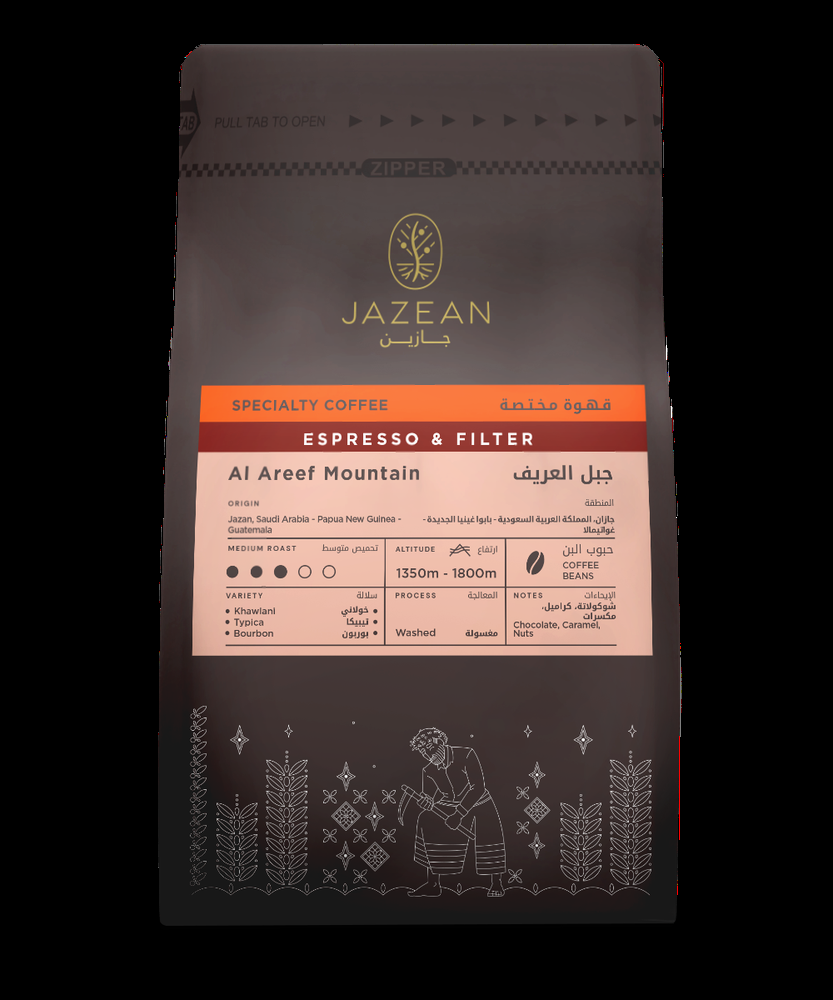 TAB PULL TAB TO OPEN
ZIPPER
JAZEAN
جازين
SPECIALTY COFFEE قهوة مختصة
ESPRESSO & FILTER
Al Areef Mountain جبل العريف
ORIGIN المنطقة
Jazan, Saudi Arabia - Papua New Guinea - جازان، المملكة العربية السعودية - بابوا غينيا الجديدة -
Guatemala غواتيمالا
MEDIUM ROAST تحميص متوسط
ALTITUDE ارتفاع
1350m - 1800m
حبوب البن
COFFEE
BEANS
VARIETY سلالة
• Khawlani خولاني •
• Typica تيبيكا •
• Bourbon بوربون •
PROCESS المعالجة
Washed مغسولة
NOTES الإيحاءات
شوكولاتة، كراميل،
مكسرات
Chocolate, Caramel,
Nuts